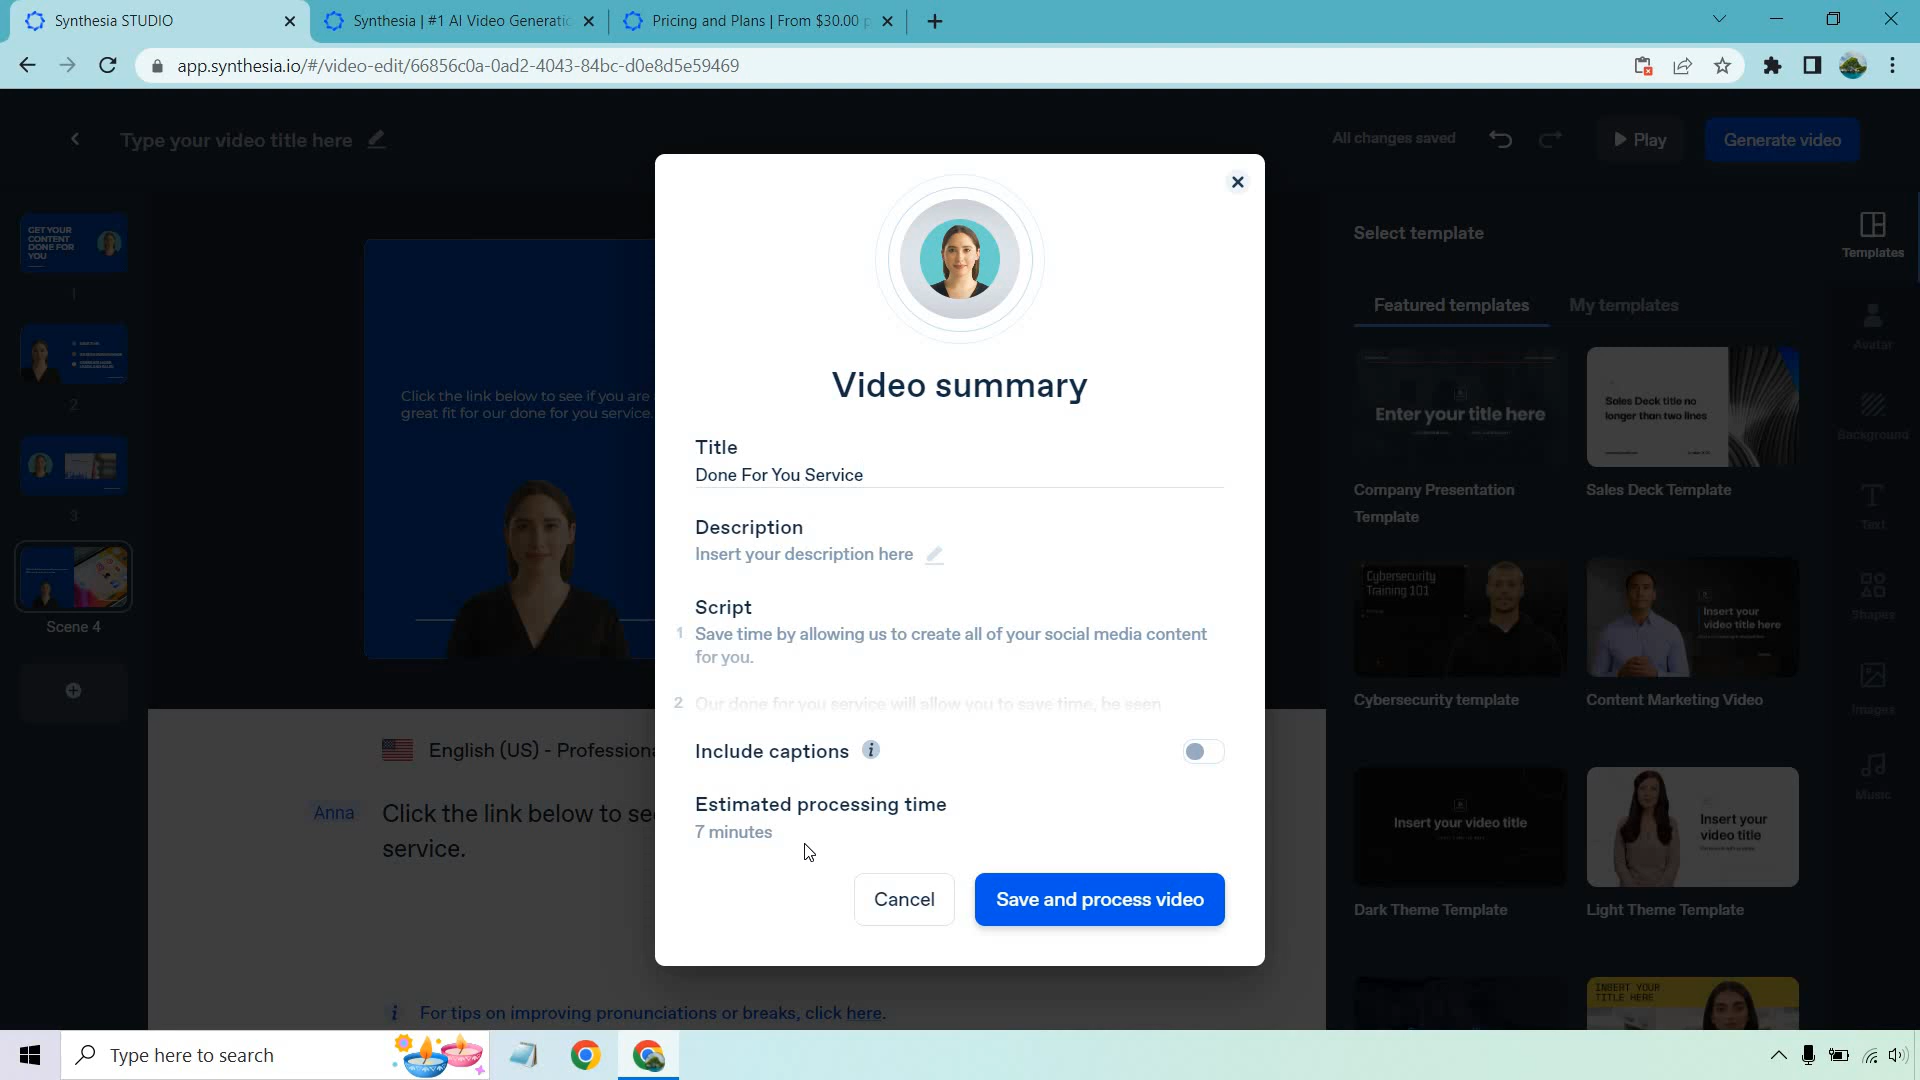 Synthesia STUDIO
Synthesia | #1 AI Video Generatio
Pricing and Plans | From $30.00 p
app.synthesia.io/#/video-edit/66856c0a-0ad2-4043-84bc-d0e8d5e59469
Type your video title here
All changes saved
Play
Generate video
GET YOUR
CONTENT
DONE FOR
YOU
1
2
3
Scene 4
Click the link below to see if you are
great fit for our done for you service.
English (US) - Professiona
Anna
Click the link below to se
service.
For tips on improving pronunciations or breaks, click here.
Video summary
Title
Done For You Service
Description
Insert your description here
Script
1 Save time by allowing us to create all of your social media content
for you.
2 Our done for you service will allow you to save time, be seen
Include captions
Estimated processing time
7 minutes
Cancel
Save and process video
Select template
Featured templates
My templates
Enter your title here
Company Presentation
Template
Sales Deck title no
longer than two lines
Sales Deck Template
Cybersecurity
Training 101
Cybersecurity template
Insert your
video title here
Content Marketing Video
Insert your video title
Dark Theme Template
Insert your
video title
Light Theme Template
INSERT YOUR
TITLE HERE
Templates
Avatar
Background
Text
Shapes
Images
Music
Type here to search